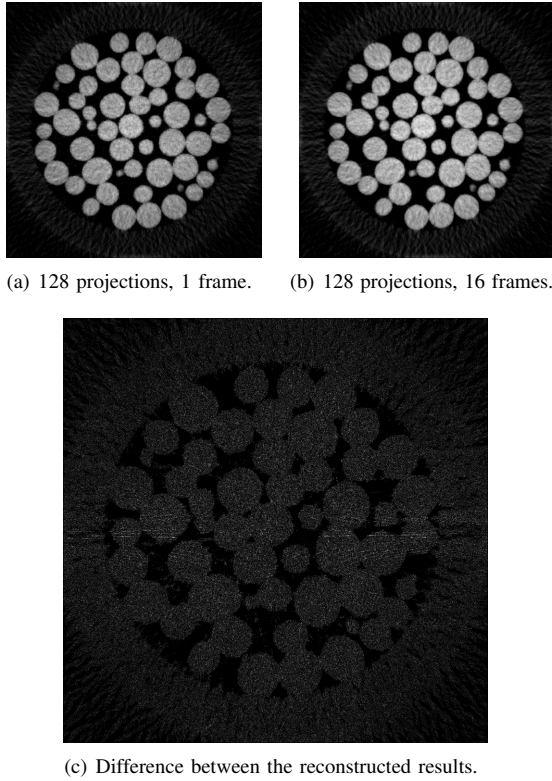 (a) 128 projections, 1 frame.
(b) 128 projections, 16 frames.
(c) Difference between the reconstructed results.